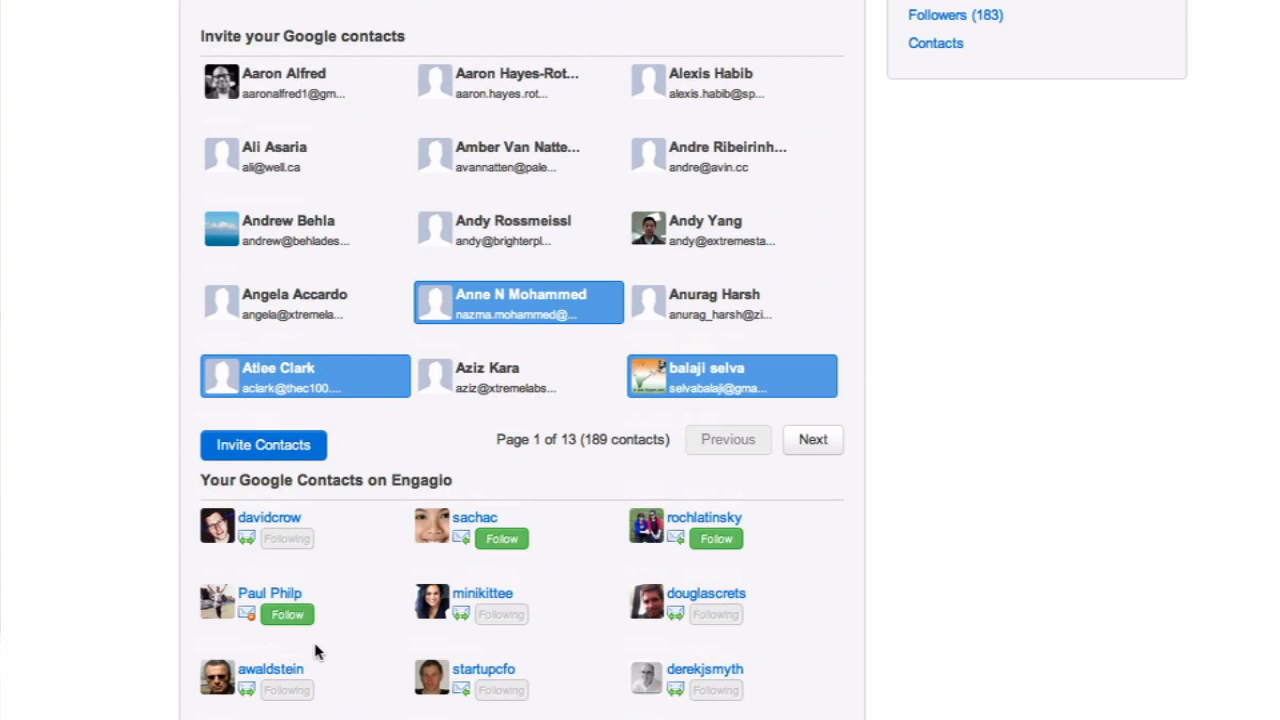 Followers (183)
Contacts
Invite your Google contacts
Aaron Alfred
aaronalfred1@gm...
Aaron Hayes-Rot...
aaron.hayes.rot...
Alexis Habib
alexis.habib@sp...
Ali Asaria
ali@well.ca
Amber Van Natte...
avannatten@pale...
Andre Ribeirinh...
andre@avin.cc
Andrew Behla
andrew@behlades...
Andy Rossmeissl
andy@brighterpl...
Andy Yang
andy@extremesta...
Angela Accardo
angela@xtremela...
Anne N Mohammed
nazma.mohammed@...
Anurag Harsh
anurag_harsh@zi...
Atlee Clark
aclark@thec100....
Aziz Kara
aziz@xtremelabs...
balaji selva
selvabalaji@gma...
Invite Contacts
Page 1 of 13 (189 contacts)
Previous
Next
Your Google Contacts on Engagio
davidcrow
Following
sachac
Follow
rochlatinsky
Follow
Paul Philp
Follow
minikittee
Following
douglascrets
Following
awaldstein
Following
startupcfo
Following
derekjsmyth
Following